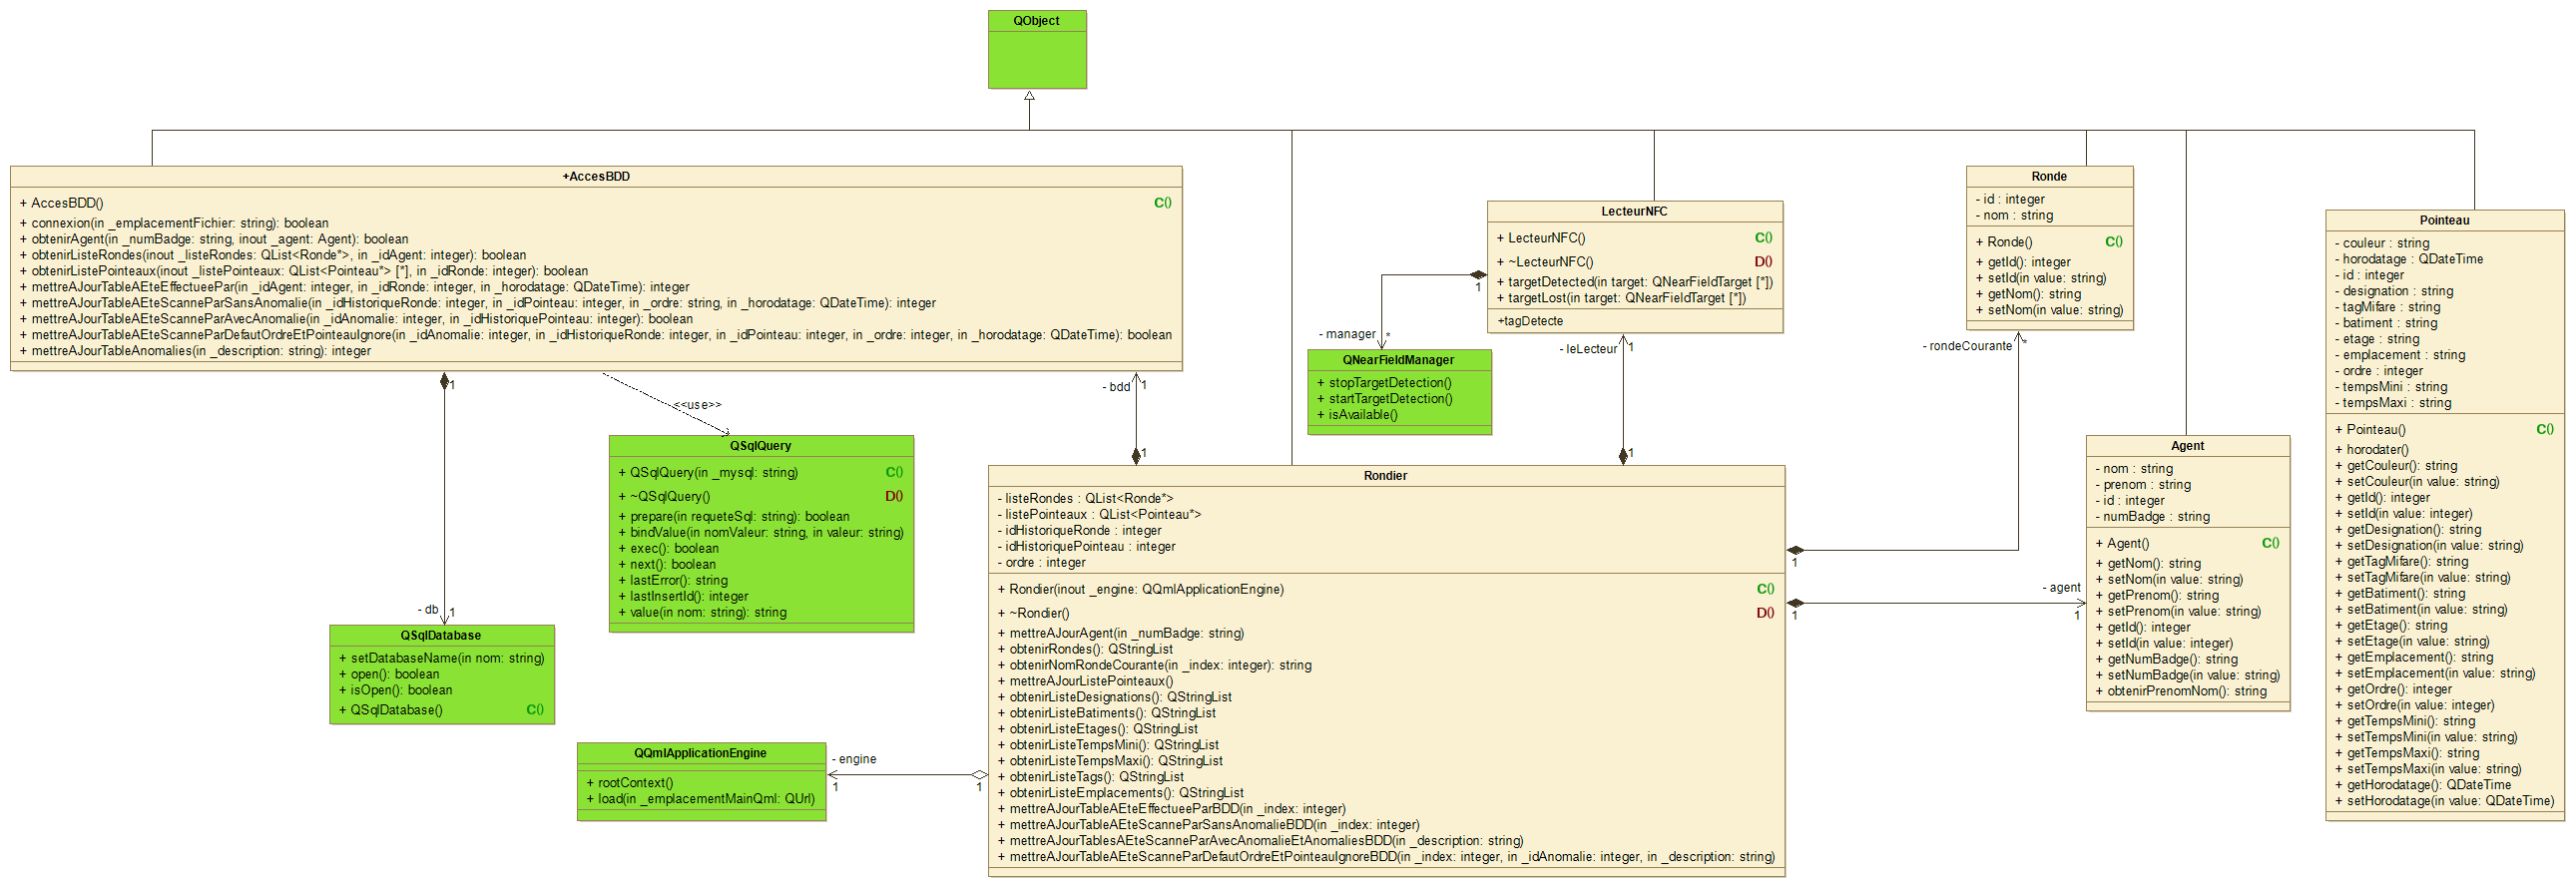 QObject
+AccesBDD
+ AccesBDD() C()
+ connexion(in _emplacementFichier: string): boolean
+ obtenirAgent(in _numBadge: string, inout _agent: Agent): boolean
+ obtenirListeRondes(inout _listeRondes: QList<Ronde*>, in _idAgent: integer): boolean
+ obtenirListePointeaux(inout _listePointeaux: QList<Pointeau*> [*], in _idRonde: integer): boolean
+ mettreAJourTableAEteEffectueePar(in _idAgent: integer, in _idRonde: integer, in _horodatage: QDateTime): integer
+ mettreAJourTableAEteScanneParSansAnomalie(in _idHistoriqueRonde: integer, in _idPointeau: integer, in _ordre: string, in _horodatage: QDateTime): integer
+ mettreAJourTableAEteScanneParAvecAnomalie(in _idAnomalie: integer, in _idHistoriquePointeau: integer): boolean
+ mettreAJourTableAEteScanneParDefautOrdreEtPointeauIgnore(in _idAnomalie: integer, in _idHistoriqueRonde: integer, in _idPointeau: integer, in _ordre: integer, in _horodatage: QDateTime): boolean
+ mettreAJourTableAnomalies(in _description: string): integer
LecteurNFC
+ LecteurNFC() C()
+ ~LecteurNFC() D()
+ targetDetected(in target: QNearFieldTarget [*])
+ targetLost(in target: QNearFieldTarget [*])
+tagDetecte
Ronde
- id : integer
- nom : string
+ Ronde() C()
+ getId(): integer
+ setId(in value: string)
+ getNom(): string
+ setNom(in value: string)
Pointeau
- couleur : string
- horodatage : QDateTime
- id : integer
- designation : string
- tagMifare : string
- batiment : string
- etage : string
- emplacement : string
- ordre : integer
- tempsMini : string
- tempsMaxi : string
+ Pointeau() C()
+ horodater()
+ getCouleur(): string
+ setCouleur(in value: string)
+ getId(): integer
+ setId(in value: integer)
+ getDesignation(): string
+ setDesignation(in value: string)
+ getTagMifare(): string
+ setTagMifare(in value: string)
+ getBatiment(): string
+ setBatiment(in value: string)
+ getEtage(): string
+ setEtage(in value: string)
+ getEmplacement(): string
+ setEmplacement(in value: string)
+ getOrdre(): integer
+ setOrdre(in value: integer)
+ getTempsMini(): string
+ setTempsMini(in value: string)
+ getTempsMaxi(): string
+ setTempsMaxi(in value: string)
+ getHorodatage(): QDateTime
+ setHorodatage(in value: QDateTime)
1
- manager *
QNearFieldManager
+ stopTargetDetection()
+ startTargetDetection()
+ isAvailable()
- leLecteur 1
1
- rondeCourante *
1
1
<<use>>
- bdd 1
1
QSqlQuery
+ QSqlQuery(in _mysql: string) C()
+ ~QSqlQuery() D()
+ prepare(in requeteSql: string): boolean
+ bindValue(in nomValeur: string, in valeur: string)
+ exec(): boolean
+ next(): boolean
+ lastError(): string
+ lastInsertId(): integer
+ value(in nom: string): string
- db 1
QSqlDatabase
+ setDatabaseName(in nom: string)
+ open(): boolean
+ isOpen(): boolean
+ QSqlDatabase() C()
QQmlApplicationEngine
+ rootContext()
+ load(in _emplacementMainQml: QUrl)
- engine
1
1
Rondier
- listeRondes : QList<Ronde*>
- listePointeaux : QList<Pointeau*>
- idHistoriqueRonde : integer
- idHistoriquePointeau : integer
- ordre : integer
+ Rondier(inout _engine: QQmlApplicationEngine) C()
+ ~Rondier() D()
+ mettreAJourAgent(in _numBadge: string)
+ obtenirRondes(): QStringList
+ obtenirNomRondeCourante(in _index: integer): string
+ mettreAJourListePointeaux()
+ obtenirListeDesignations(): QStringList
+ obtenirListeBatiments(): QStringList
+ obtenirListeEtages(): QStringList
+ obtenirListeTempsMini(): QStringList
+ obtenirListeTempsMaxi(): QStringList
+ obtenirListeTags(): QStringList
+ obtenirListeEmplacements(): QStringList
+ mettreAJourTableAEteEffectueeParBDD(in _index: integer)
+ mettreAJourTableAEteScanneParSansAnomalieBDD(in _index: integer)
+ mettreAJourTablesAEteScanneParAvecAnomalieEtAnomaliesBDD(in _description: string)
+ mettreAJourTableAEteScanneParDefautOrdreEtPointeauIgnoreBDD(in _index: integer, in _idAnomalie: integer, in _description: string)
- agent
1
1
Agent
- nom : string
- prenom : string
- id : integer
- numBadge : string
+ Agent() C()
+ getNom(): string
+ setNom(in value: string)
+ getPrenom(): string
+ setPrenom(in value: string)
+ getId(): integer
+ setId(in value: integer)
+ getNumBadge(): string
+ setNumBadge(in value: string)
+ obtenirPrenomNom(): string